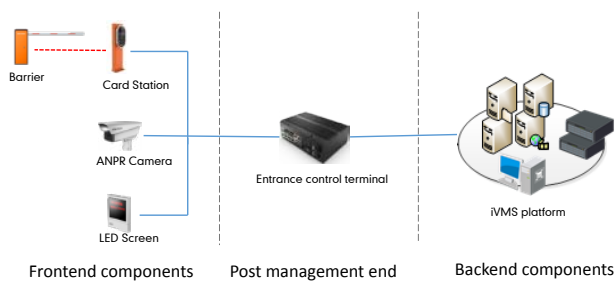 Barrier
Card Station
ANPR Camera
Entrance control terminal
iVMS platform
LED Screen
Frontend components
Post management end
Backend components